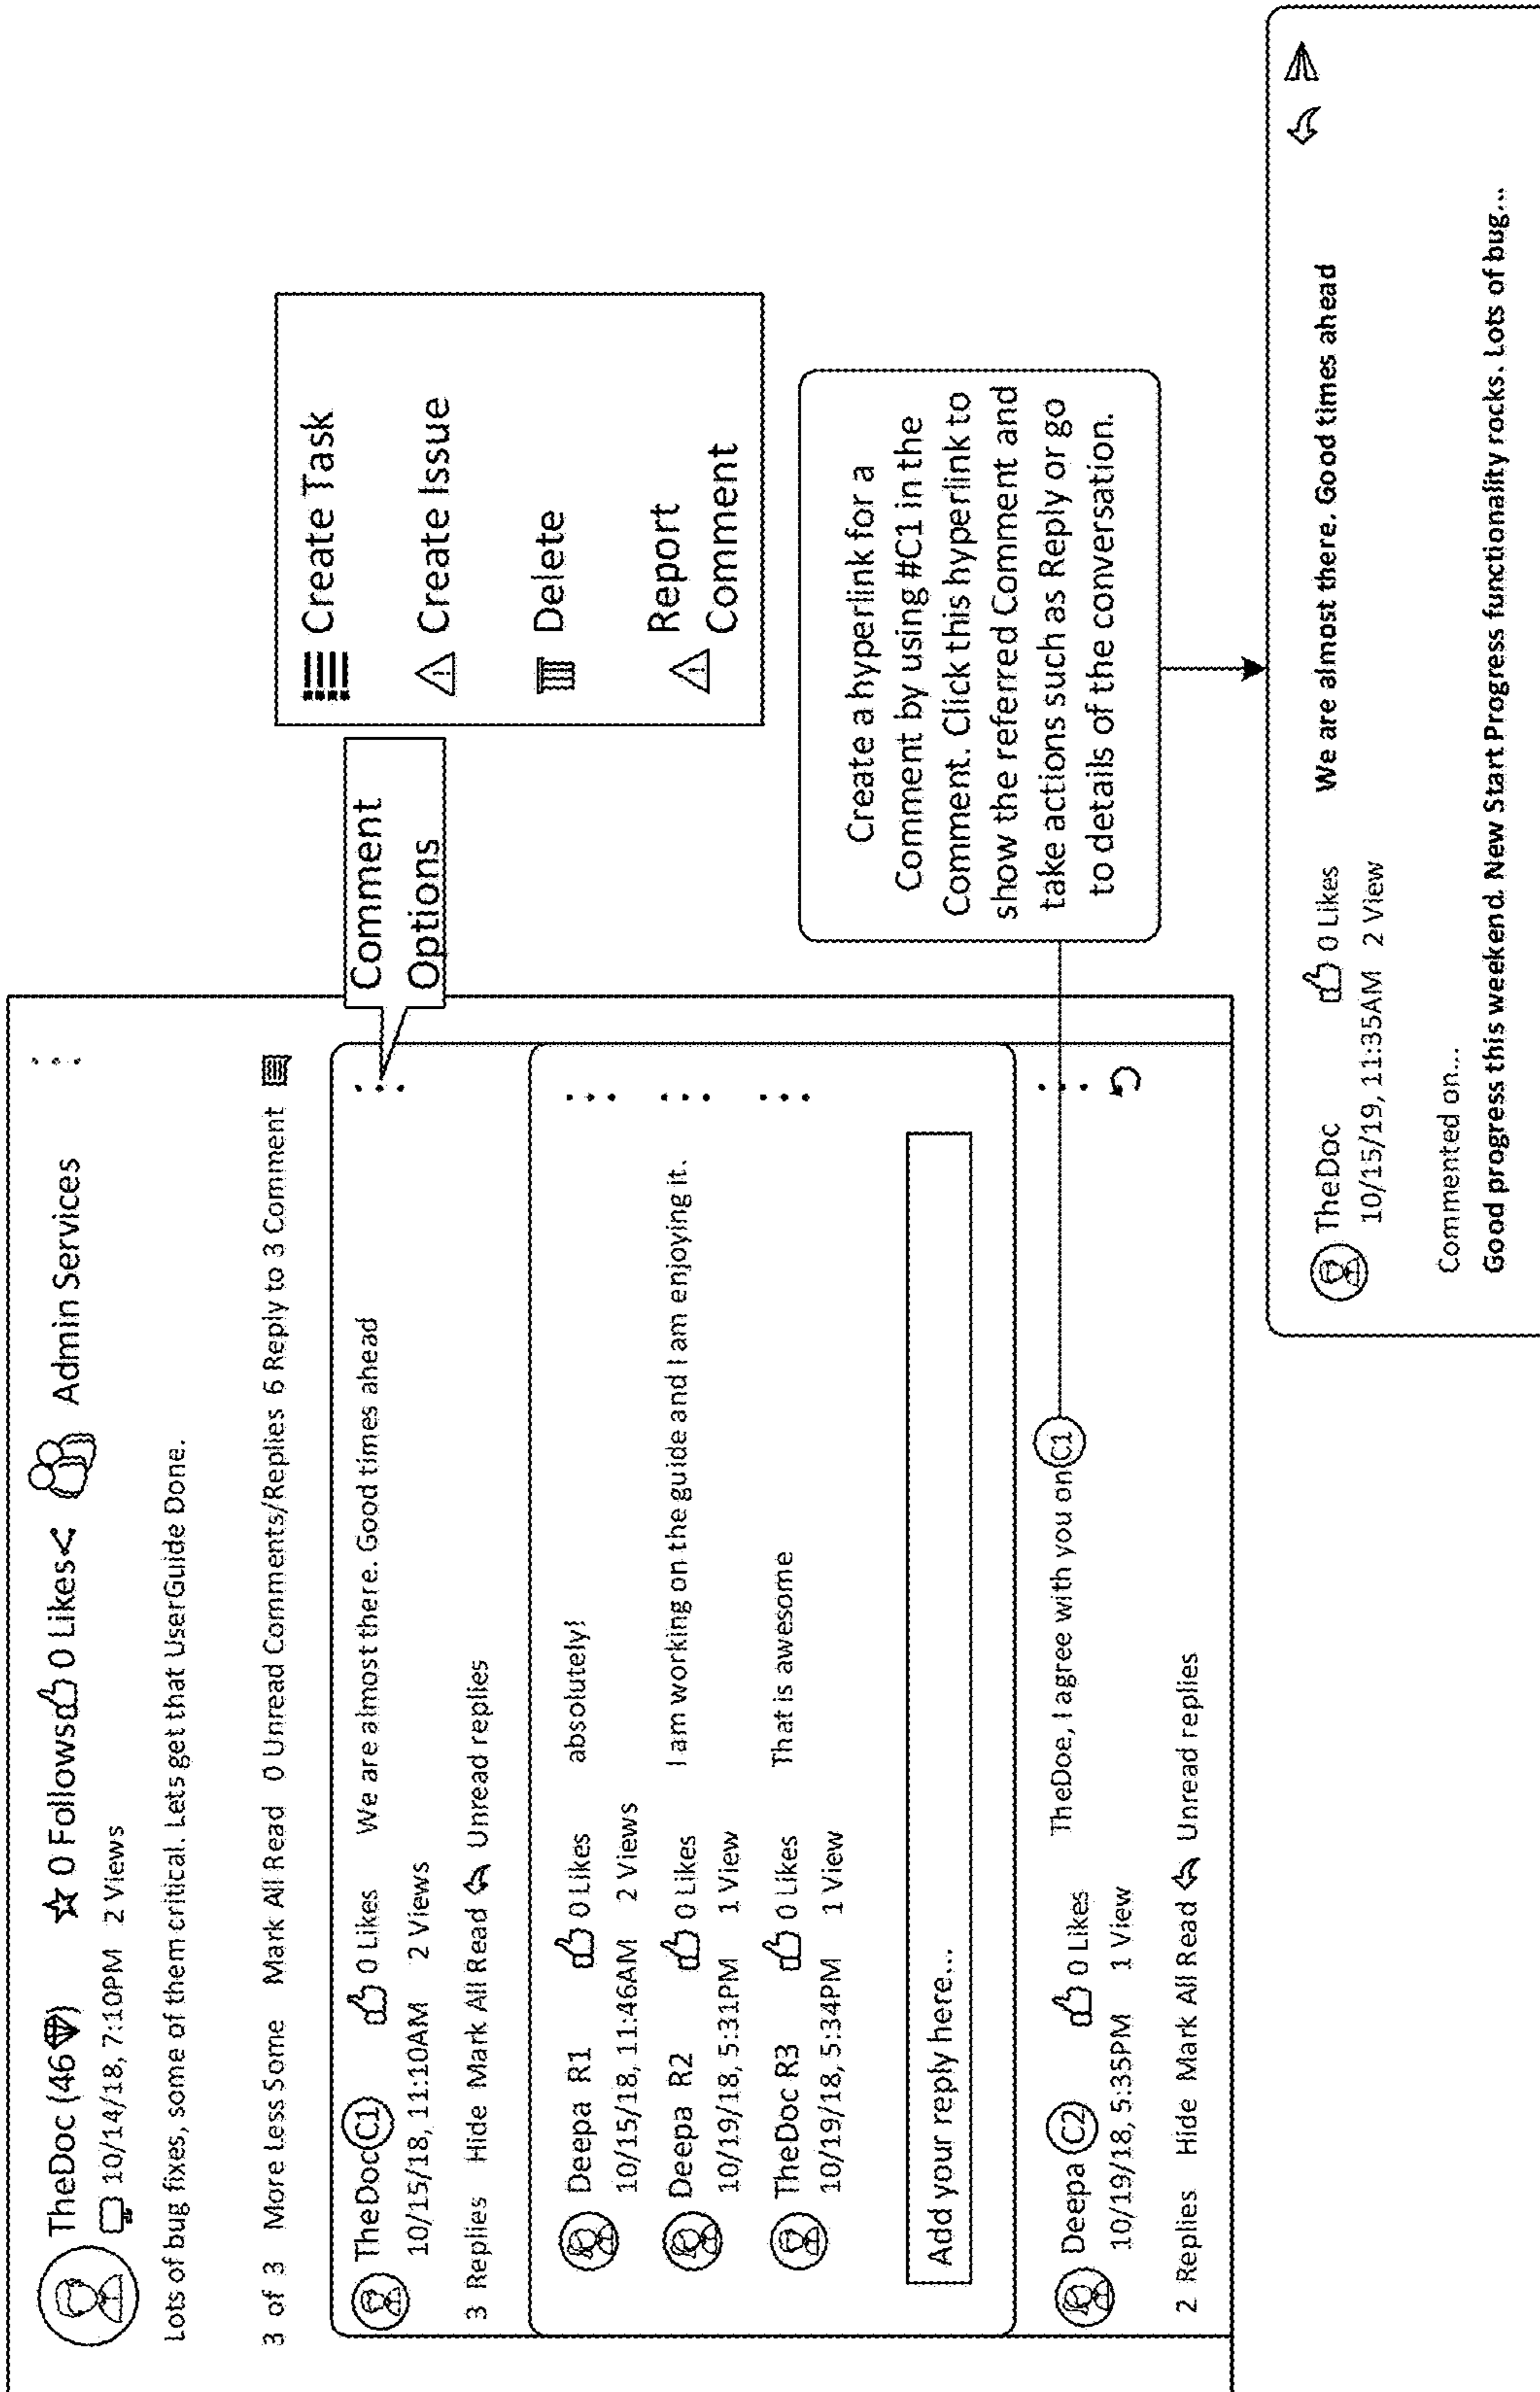 TheDoc (46) 0 Follows 0 Likes Admin Services
10/14/18, 7:10PM 2 Views
Lots of bug fixes, some of them critical. Lets get that UserGuide Done.
3 of 3 More Less Some Mark All Read 0 Unread Comments/Replies 6 Reply to 3 Comment
TheDoc C1 0 Likes We are almost there. Good times ahead
10/15/18, 11:10AM 2 Views
3 Replies Hide Mark All Read Unread replies
Deepa R1 0 Likes absolutely!
10/15/18, 11:46AM 2 Views
Deepa R2 0 Likes I am working on the guide and I am enjoying it.
10/19/18, 5:31PM 1 View
TheDoc R3 0 Likes That is awesome
10/19/18, 5:34PM 1 View
Add your reply here...
Deepa C2 0 Likes TheDoe, I agree with you on C1
10/19/18, 5:35PM 1 View
2 Replies Hide Mark All Read Unread replies
Comment
Options
Create Task
Create Issue
Delete
Report
Comment
Create a hyperlink for a
Comment by using #C1 in the
Comment. Click this hyperlink to
show the referred Comment and
take actions such as Reply or go
to details of the conversation.
TheDoc 0 Likes We are almost there. Good times ahead
10/15/19, 11:35AM 2 View
Commented on...
Good progress this weekend. New Start Progress functionality rocks. Lots of bug...